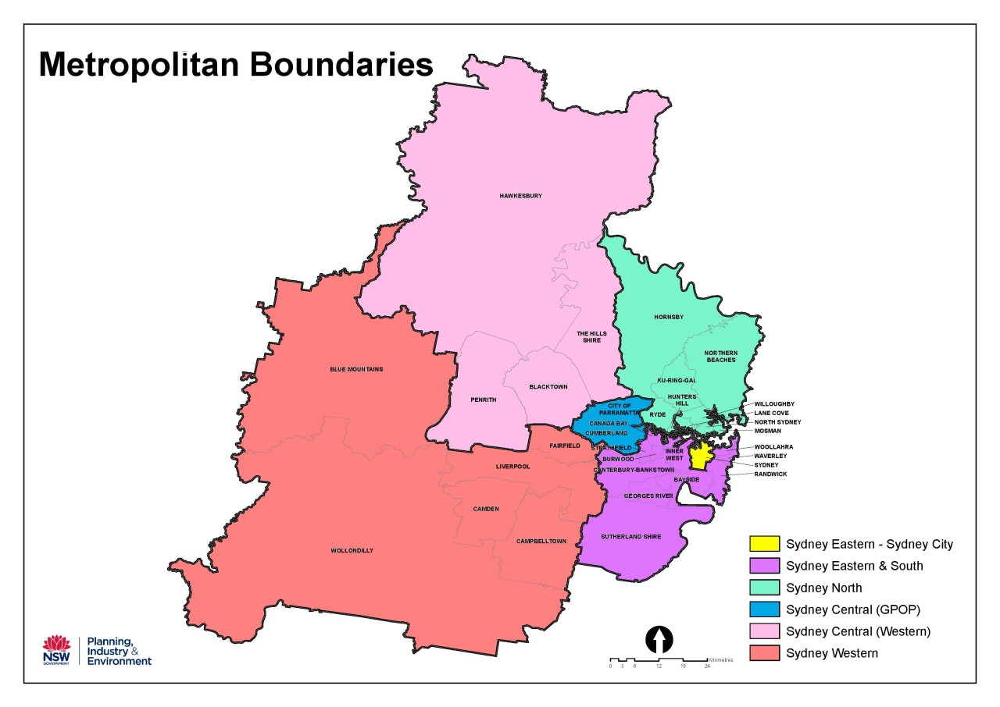 Metropolitan Boundaries
HAWKESBURY
HORNSBY
THE HILLS
SHIRE
NORTHERN
BEACHES
BLUE MOUNTAINS
KU-RING-GAI
BLACKTOWN
PENRITH
HUNTERS
HILL
CITY OF
PARRAMATTA
RYDE
WILLOUGHBY
LANE COVE
NORTH SYDNEY
MOSMAN
CANADA BAY
CUMBERLAND
FAIRFIELD
STRATHFIELD
INNER
WEST
WOOLLAHRA
WAVERLEY
SYDNEY
RANDWICK
BURWOOD
LIVERPOOL
CANTERBURY-BANKSTOWN
BAYSIDE
GEORGES RIVER
CAMDEN
SUTHERLAND SHIRE
CAMPBELLTOWN
WOLLONDILLY
Sydney Eastern - Sydney City
Sydney Eastern & South
Sydney North
Sydney Central (GPOP)
Sydney Central (Western)
Sydney Western
NSW
GOVERNMENT
Planning,
Industry &
Environment
Kilometres
0 3 6 12 18 24